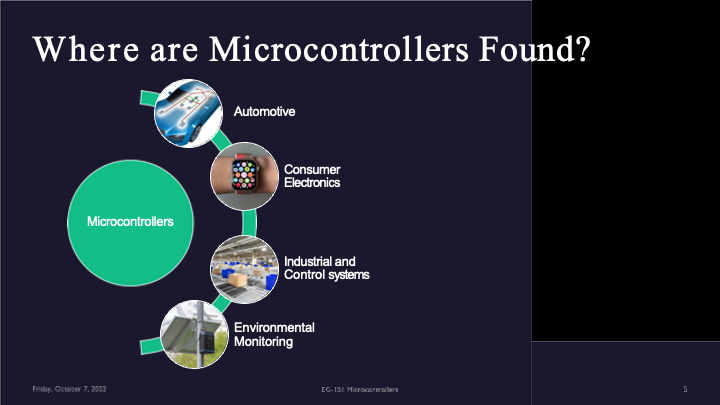 Where are Microcontrollers Found?
Automotive
Consumer
Electronics
Microcontrollers
Industrial and
Control systems
Environmental
Monitoring
Friday, October 7, 2022
EG-151 Microcontrollers
5